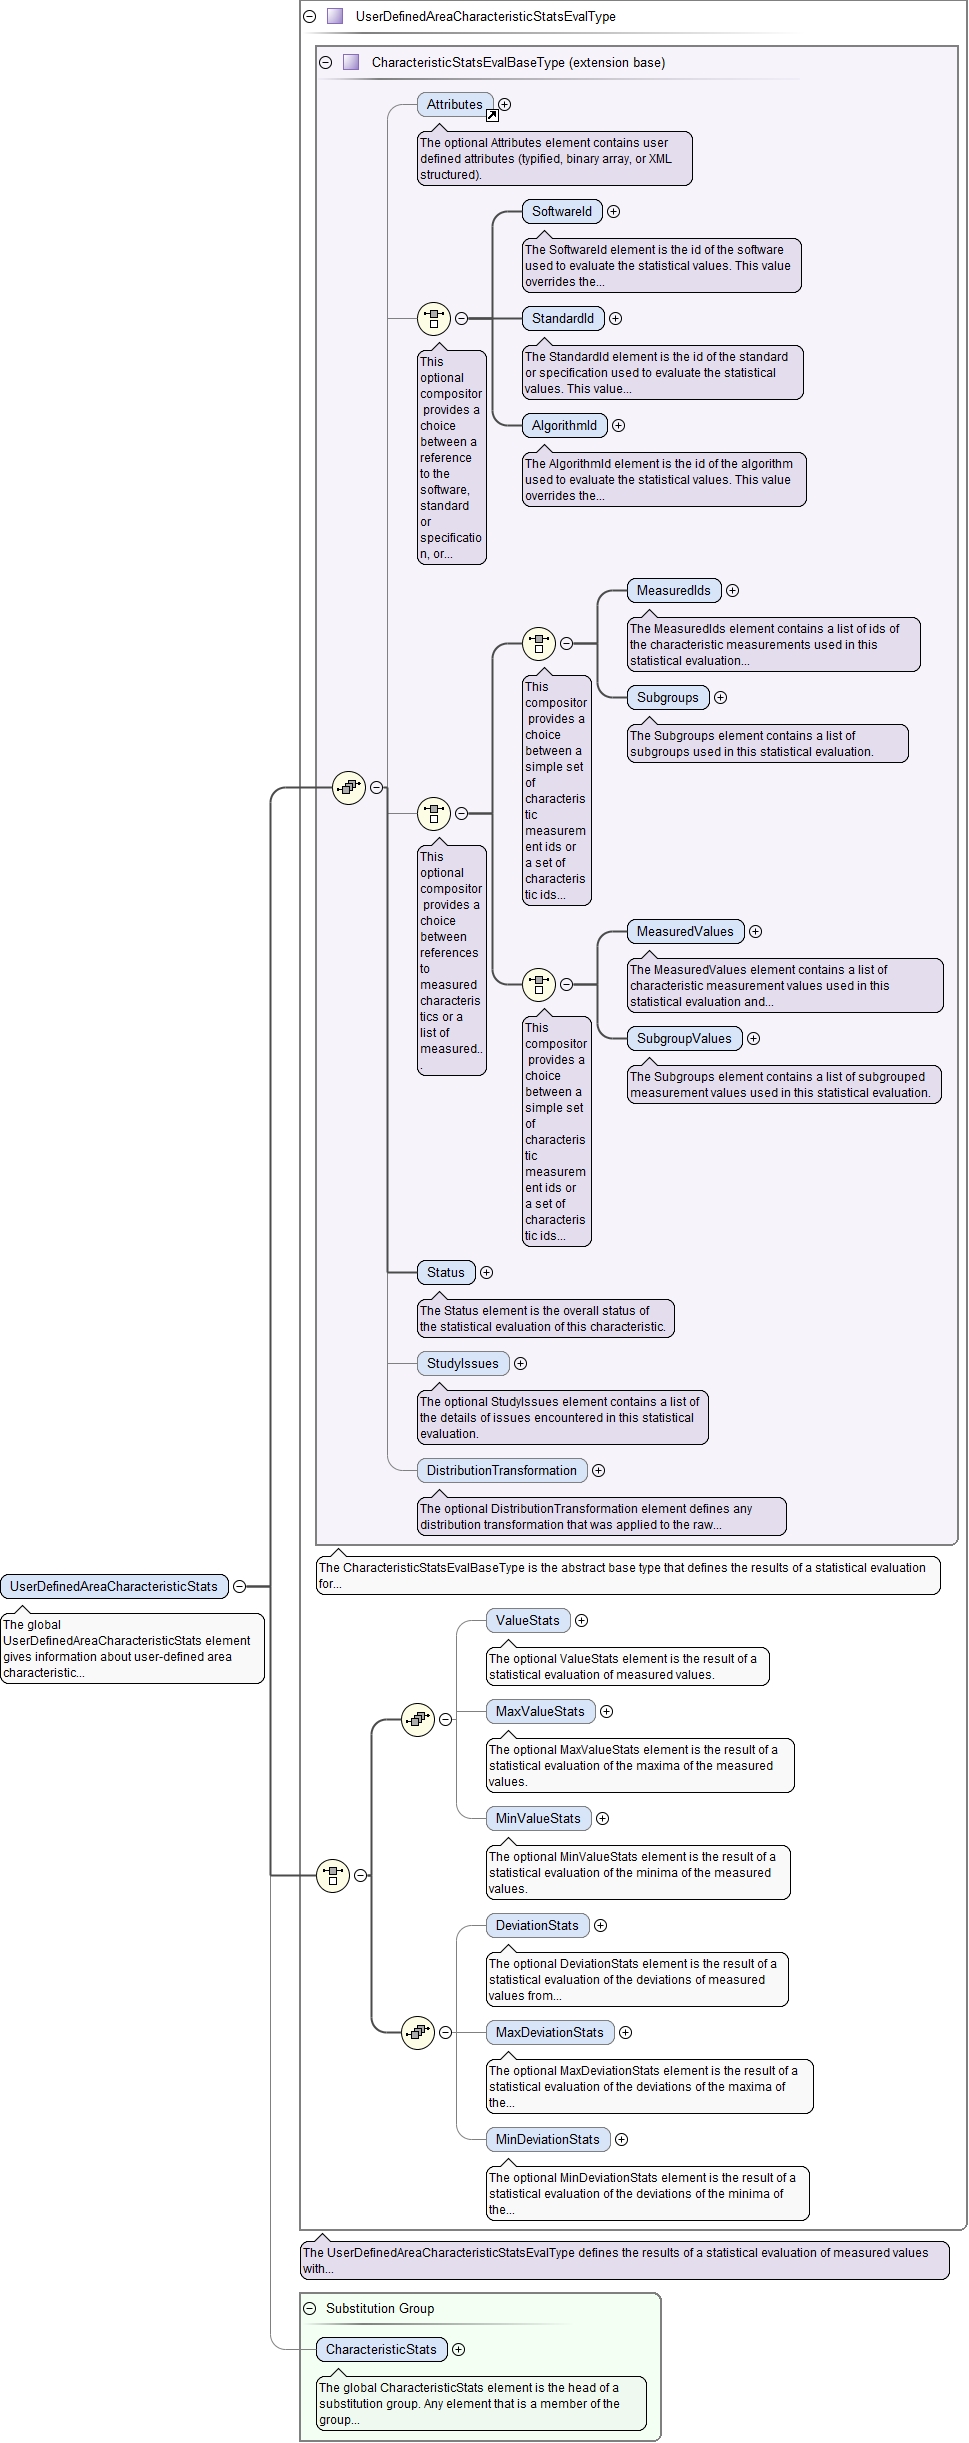 UserDefinedAreaCharacteristicStatsEvalType
CharacteristicStatsEvalBaseType (extension base)
Attributes
The optional Attributes element contains user
defined attributes (typified, binary array, or XML
structured).
SoftwareId
The SoftwareId element is the id of the software
used to evaluate the statistical values. This value
overrides the...
StandardId
The StandardId element is the id of the standard
or specification used to evaluate the statistical
values. This value...
AlgorithmId
The AlgorithmId element is the id of the algorithm
used to evaluate the statistical values. This value
overrides the...
This
optional
compositor
provides a
choice
between a
reference
to the
software,
standard
or
specificatio
n, or...
MeasuredIds
The MeasuredIds element contains a list of ids of
the characteristic measurements used in this
statistical evaluation...
Subgroups
The Subgroups element contains a list of
subgroups used in this statistical evaluation.
This
compositor
provides a
choice
between a
simple set
of
characteris
tic
measurem
ent ids or
a set of
characteris
tic ids...
This
optional
compositor
provides a
choice
between
references
to
measured
characteris
tics or a
list of
measured..
.
MeasuredValues
The MeasuredValues element contains a list of
characteristic measurement values used in this
statistical evaluation and...
SubgroupValues
The Subgroups element contains a list of subgrouped
measurement values used in this statistical evaluation.
This
compositor
provides a
choice
between a
simple set
of
characteris
tic
measurem
ent ids or
a set of
characteris
tic ids...
Status
The Status element is the overall status of
the statistical evaluation of this characteristic.
StudyIssues
The optional StudyIssues element contains a list of
the details of issues encountered in this statistical
evaluation.
DistributionTransformation
The optional DistributionTransformation element defines any
distribution transformation that was applied to the raw...
The CharacteristicStatsEvalBaseType is the abstract base type that defines the results of a statistical evaluation
for...
UserDefinedAreaCharacteristicStats
The global
UserDefinedAreaCharacteristicStats element
gives information about user-defined area
characteristic...
ValueStats
The optional ValueStats element is the result of a
statistical evaluation of measured values.
MaxValueStats
The optional MaxValueStats element is the result of a
statistical evaluation of the maxima of the measured
values.
MinValueStats
The optional MinValueStats element is the result of a
statistical evaluation of the minima of the measured
values.
DeviationStats
The optional DeviationStats element is the result of a
statistical evaluation of the deviations of measured
values from...
MaxDeviationStats
The optional MaxDeviationStats element is the result of a
statistical evaluation of the deviations of the maxima of
the...
MinDeviationStats
The optional MinDeviationStats element is the result of a
statistical evaluation of the deviations of the minima of
the...
The UserDefinedAreaCharacteristicStatsEvalType defines the results of a statistical evaluation of measured values
with...
Substitution Group
CharacteristicStats
The global CharacteristicStats element is the head of a
substitution group. Any element that is a member of the
group...